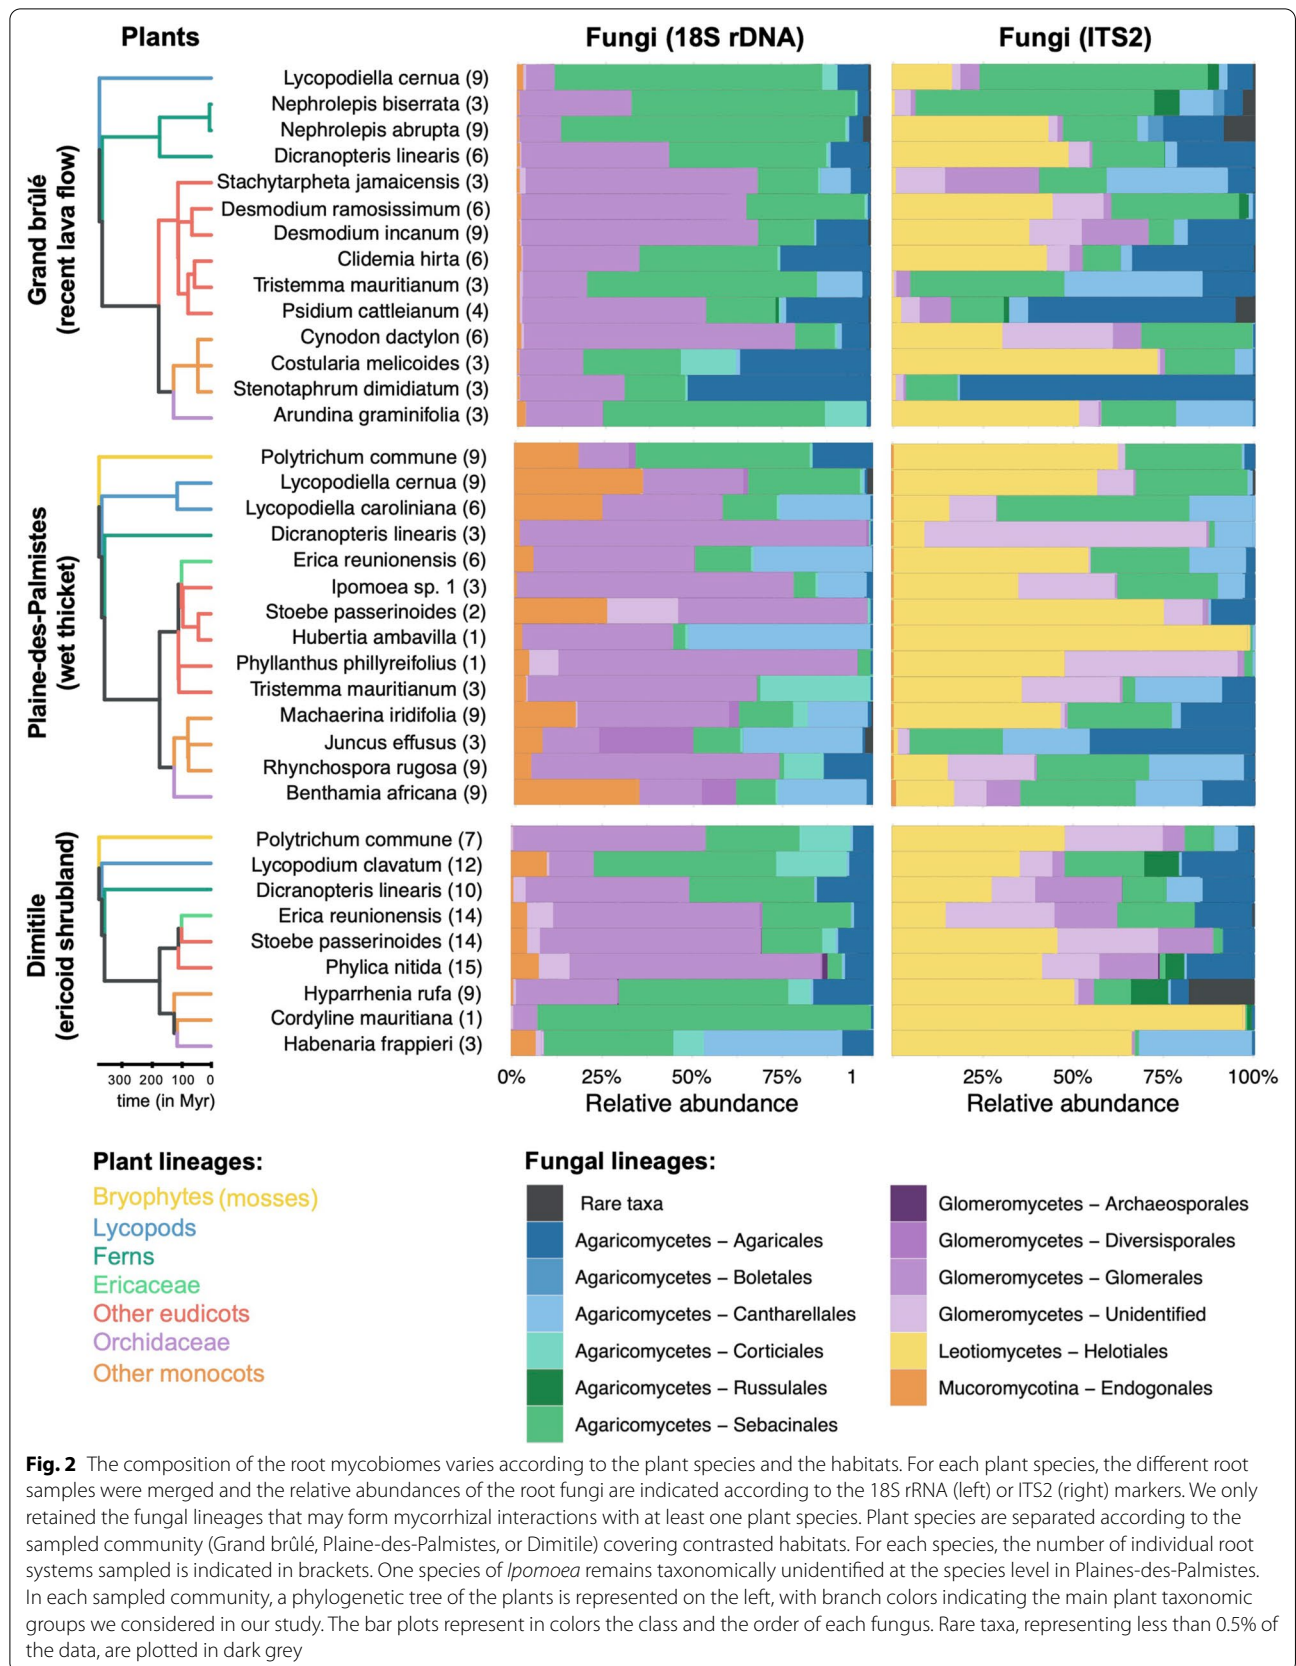 Plants
Fungi (18S rDNA)
Fungi (ITS2)
Grand brûlé
(recent lava flow)
Lycopodiella cernua (9)
Nephrolepis biserrata (3)
Nephrolepis abrupta (9)
Dicranopteris linearis (6)
Stachytarpheta jamaicensis (3)
Desmodium ramosissimum (6)
Desmodium incanum (9)
Clidemia hirta (6)
Tristemma mauritianum (3)
Psidium cattleianum (4)
Cynodon dactylon (6)
Costularia melicoides (3)
Stenotaphrum dimidiatum (3)
Arundina graminifolia (3)
Plaine-des-Palmistes
(wet thicket)
Polytrichum commune (9)
Lycopodiella cernua (9)
Lycopodiella caroliniana (6)
Dicranopteris linearis (3)
Erica reunionensis (6)
Ipomoea sp. 1 (3)
Stoebe passerinoides (2)
Hubertia ambavilla (1)
Phyllanthus phillyreifolius (1)
Tristemma mauritianum (3)
Machaerina iridifolia (9)
Juncus effusus (3)
Rhynchospora rugosa (9)
Benthamia africana (9)
Dimitile
(ericoid shrubland)
Polytrichum commune (7)
Lycopodium clavatum (12)
Dicranopteris linearis (10)
Erica reunionensis (14)
Stoebe passerinoides (14)
Phylica nitida (15)
Hyparrhenia rufa (9)
Cordyline mauritiana (1)
Habenaria frappieri (3)
300 200 100 0
time (in Myr)
0% 25% 50% 75% 1
Relative abundance
25% 50% 75% 100%
Relative abundance
Plant lineages:
Bryophytes (mosses)
Lycopods
Ferns
Ericaceae
Other eudicots
Orchidaceae
Other monocots
Fungal lineages:
Rare taxa
Agaricomycetes – Agaricales
Agaricomycetes – Boletales
Agaricomycetes – Cantharellales
Agaricomycetes – Corticiales
Agaricomycetes – Russulales
Agaricomycetes – Sebacinales
Glomeromycetes – Archaeosporales
Glomeromycetes – Diversisporales
Glomeromycetes – Glomerales
Glomeromycetes – Unidentified
Leotiomycetes – Helotiales
Mucoromycotina – Endogonales
Fig. 2 The composition of the root mycobiomes varies according to the plant species and the habitats. For each plant species, the different root
samples were merged and the relative abundances of the root fungi are indicated according to the 18S rRNA (left) or ITS2 (right) markers. We only
retained the fungal lineages that may form mycorrhizal interactions with at least one plant species. Plant species are separated according to the
sampled community (Grand brûlé, Plaine-des-Palmistes, or Dimitile) covering contrasted habitats. For each species, the number of individual root
systems sampled is indicated in brackets. One species of Ipomoea remains taxonomically unidentified at the species level in Plaines-des-Palmistes.
In each sampled community, a phylogenetic tree of the plants is represented on the left, with branch colors indicating the main plant taxonomic
groups we considered in our study. The bar plots represent in colors the class and the order of each fungus. Rare taxa, representing less than 0.5% of
the data, are plotted in dark grey